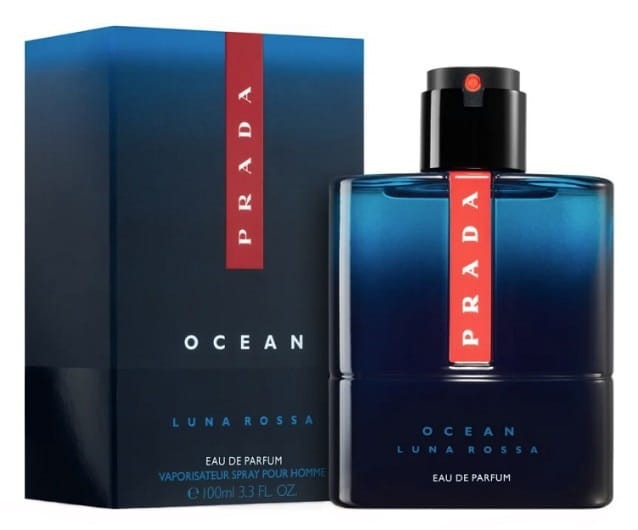 PRADA
OCEAN
LUNA ROSSA
EAU DE PARFUM
VAPORISATEUR SPRAY POUR HOMME
℮ 100ml 3.3 FL. OZ.
PRADA
OCEAN
LUNA ROSSA
EAU DE PARFUM